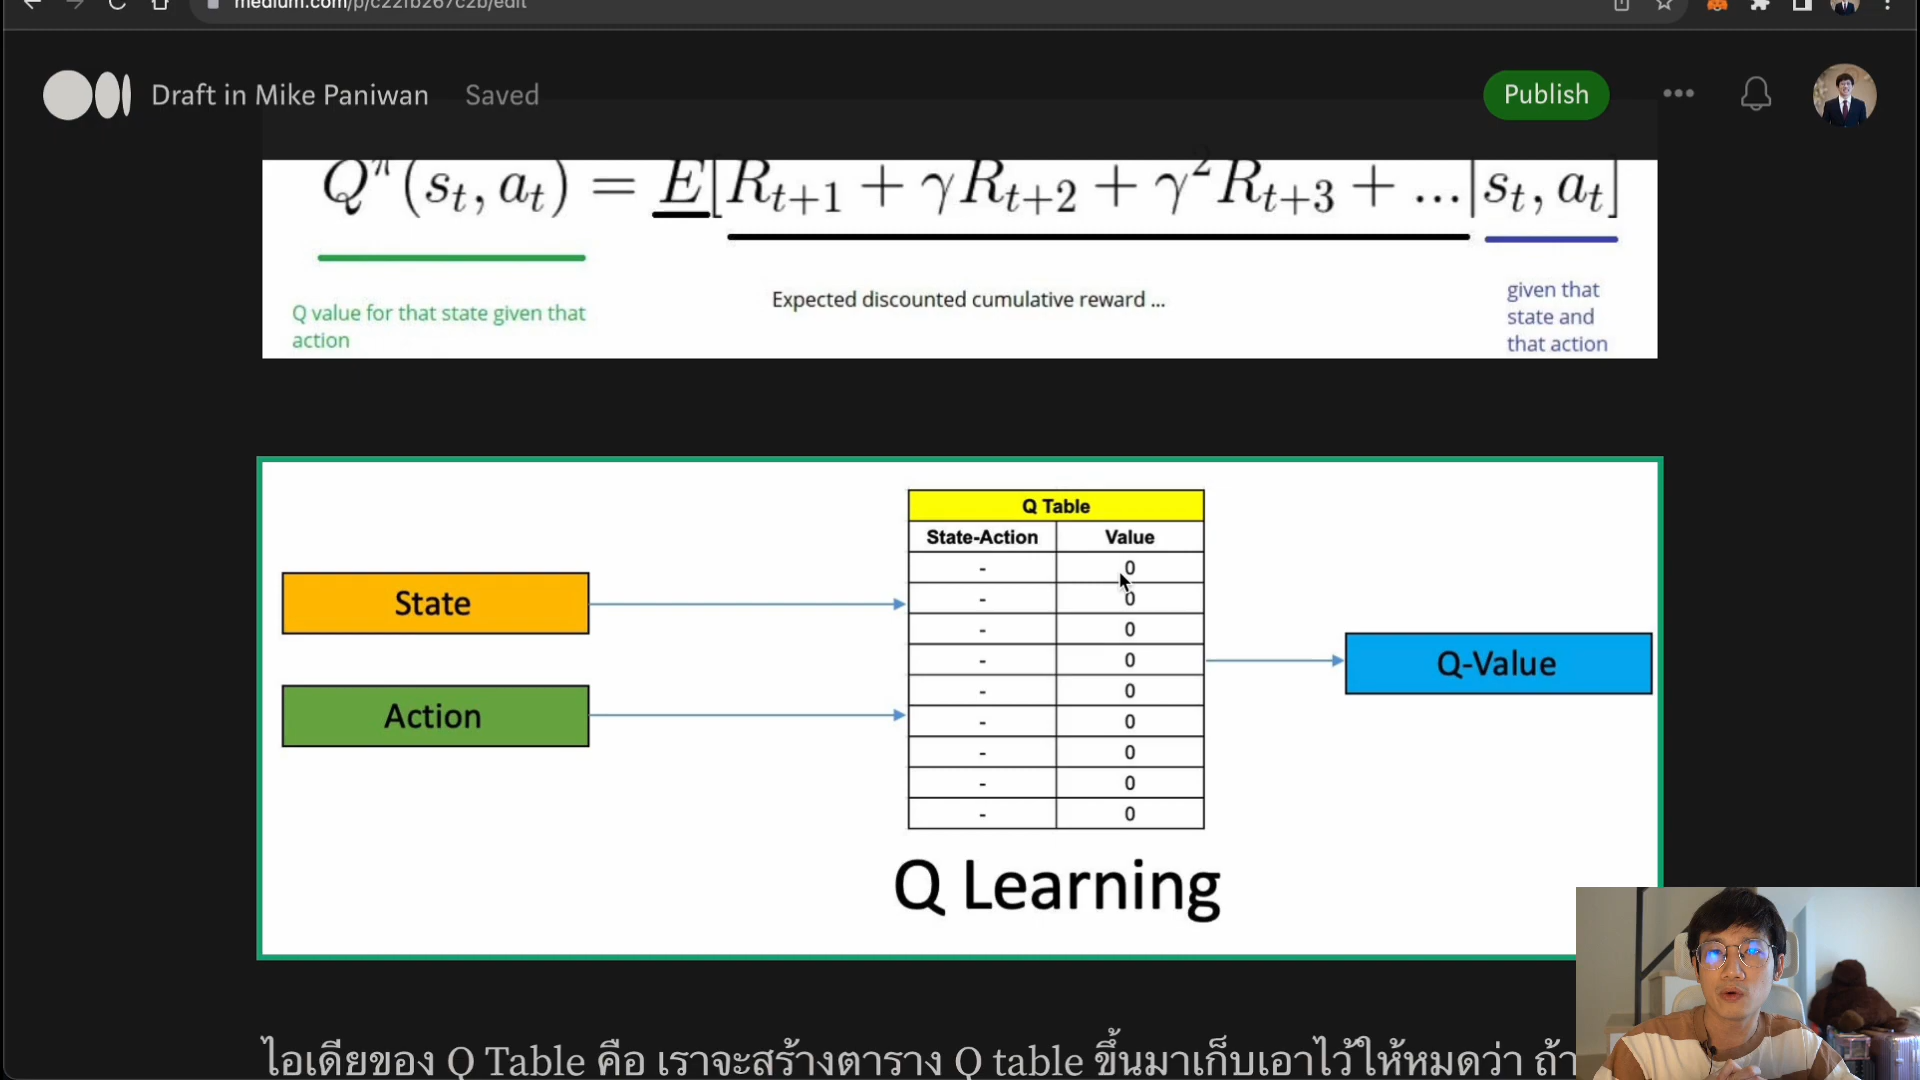 medium.com/p/c22fb267c2b/edit
Draft in Mike Paniwan Saved Publish
Q^π(s_t, a_t) = E[R_{t+1} + γR_{t+2} + γ²R_{t+3} + ...|s_t, a_t]
Q value for that state given that
action
Expected discounted cumulative reward ...
given that
state and
that action
Q Table
State-Action Value
- 0
- 0
- 0
- 0
- 0
- 0
- 0
- 0
- 0
State
Action
Q-Value
Q Learning
ไอเดียของ Q Table คือ เราจะสร้างตาราง Q table ขึ้นมาเก็บเอาไว้ให้หมดว่า ถ้า